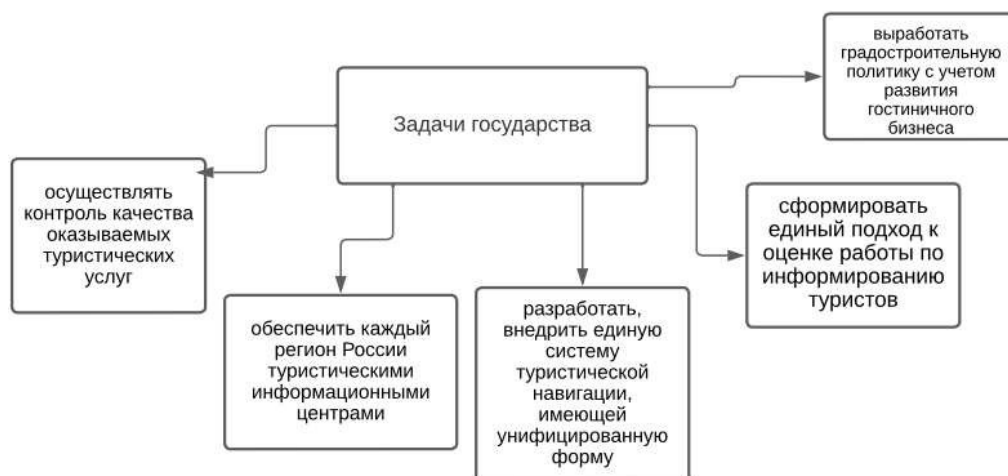 Задачи государства
выработать
градостроительную
политику с учетом
развития
гостиничного
бизнеса
осуществлять
контроль качества
оказываемых
туристических
услуг
сформировать
единый подход к
оценке работы по
информированию
туристов
обеспечить каждый
регион России
туристическими
информационными
центрами
разработать,
внедрить единую
систему
туристической
навигации,
имеющей
унифицированную
форму